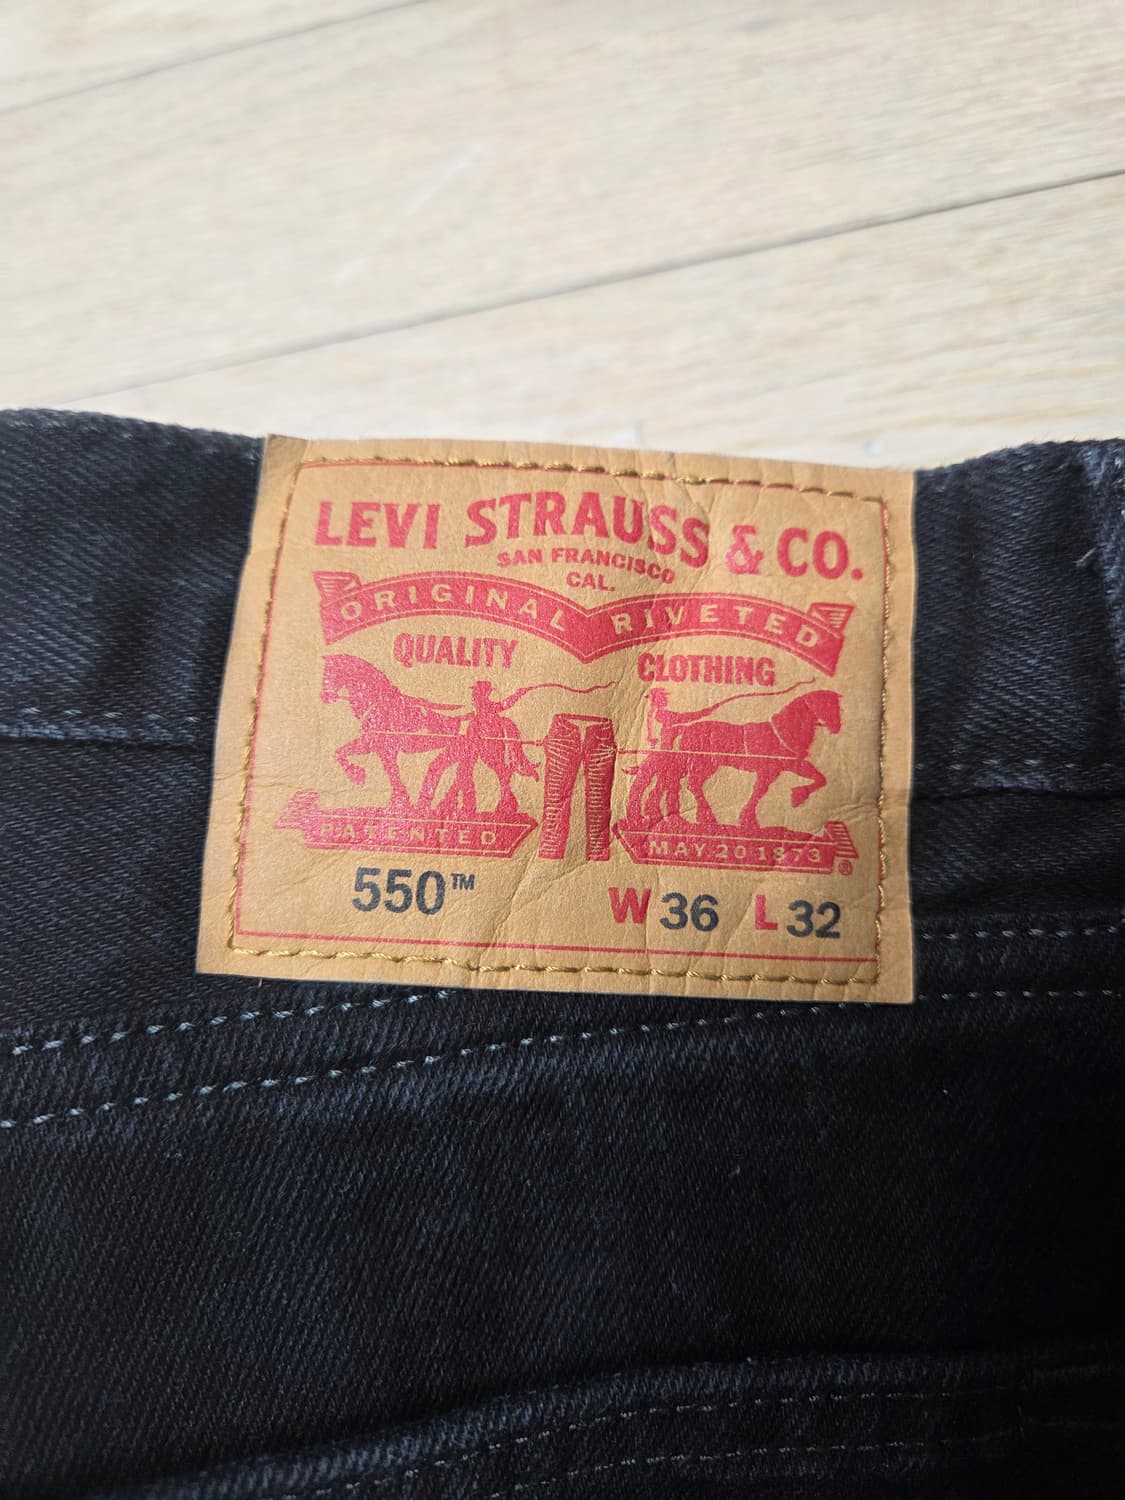 LEVI STRAUSS & CO.
SAN FRANCISCO
CAL.
ORIGINAL RIVETED
QUALITY CLOTHING
PATENTED MAY 20 1873 ®
550™ W 36 L 32